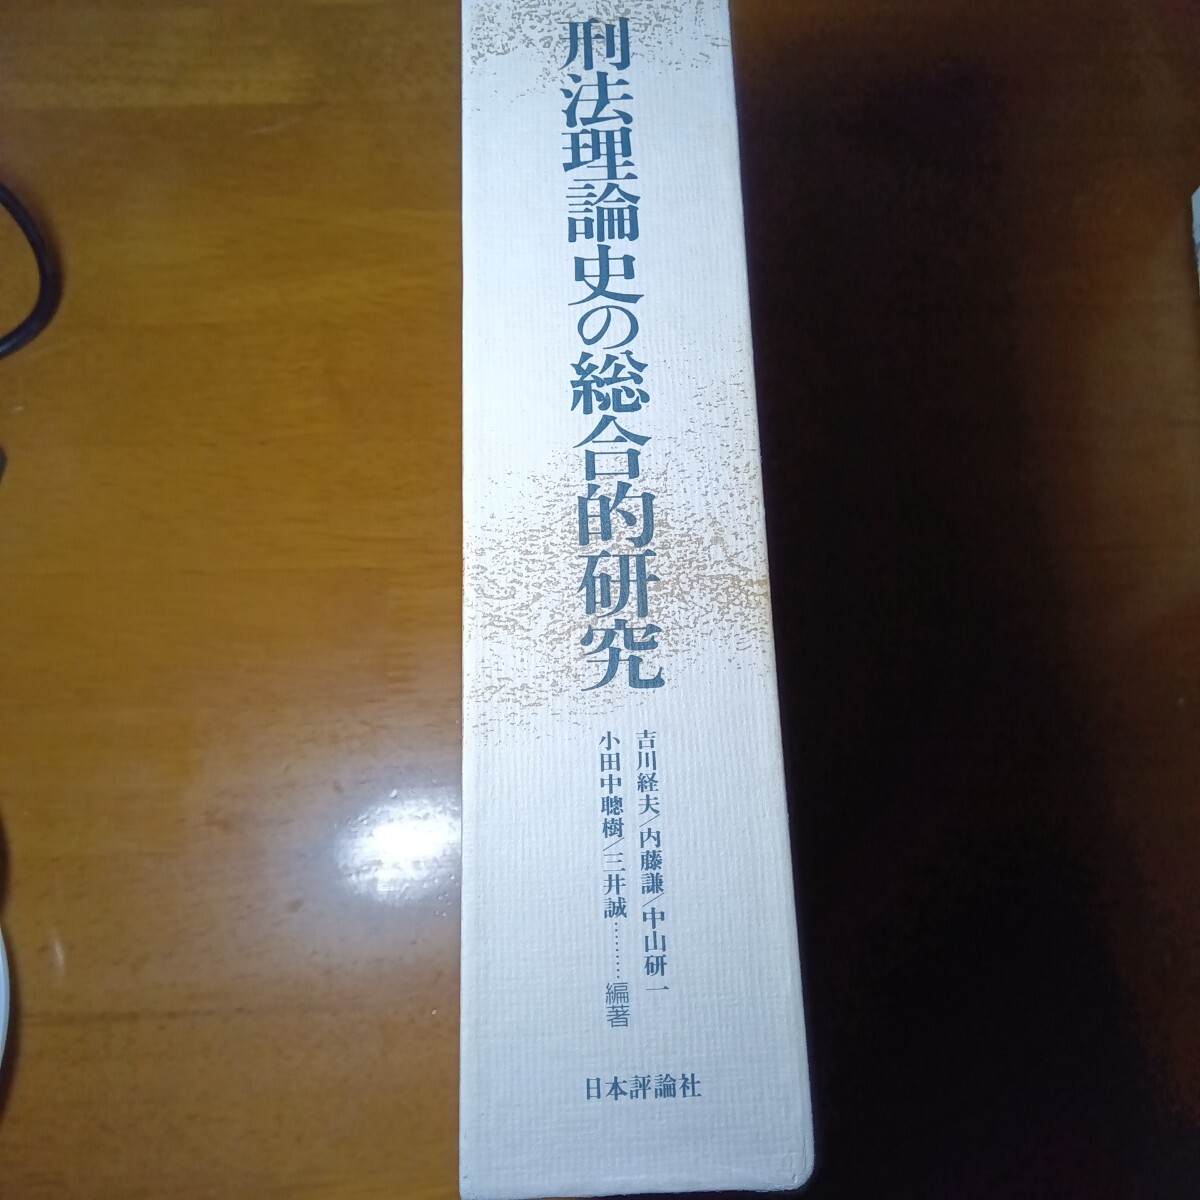 刑法理論史の総合的研究
吉川経夫/内藤謙/中山研一
小田中聰樹/三井誠………編著
日本評論社